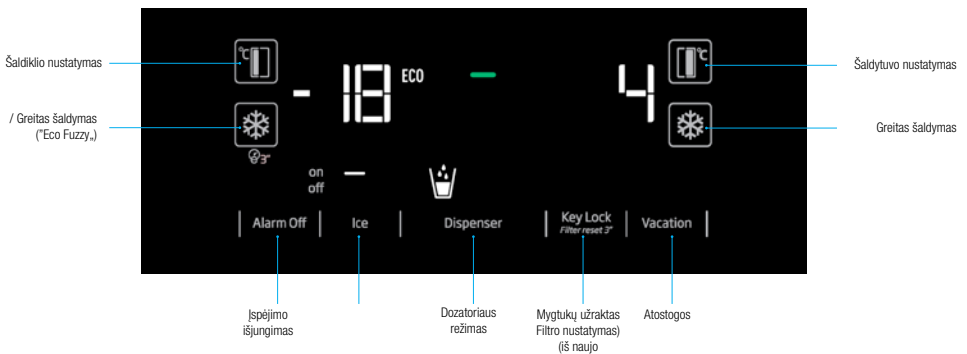 Šaldiklio nustatymas
/ Greitas šaldymas
("Eco Fuzzy„)
°C
- 18 ECO
4
°C
Šaldytuvo nustatymas
Greitas šaldymas
3"
on
off
Alarm Off
Ice
Dispenser
Key Lock
Filter reset 3"
Vacation
Įspėjimo
išjungimas
Dozatoriaus
režimas
Mygtukų užraktas
Filtro nustatymas)
(iš naujo
Atostogos